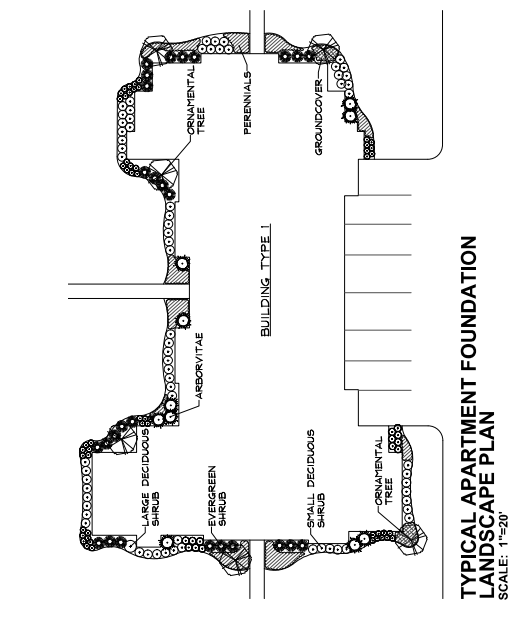 ORNAMENTAL
TREE
PERENNIALS
GROUNDCOVER
BUILDING TYPE 1
ARBORVITAE
LARGE DECIDUOUS
SHRUB
EVERGREEN
SHRUB
SMALL DECIDUOUS
SHRUB
ORNAMENTAL
TREE
TYPICAL APARTMENT FOUNDATION
LANDSCAPE PLAN
SCALE: 1"=20'